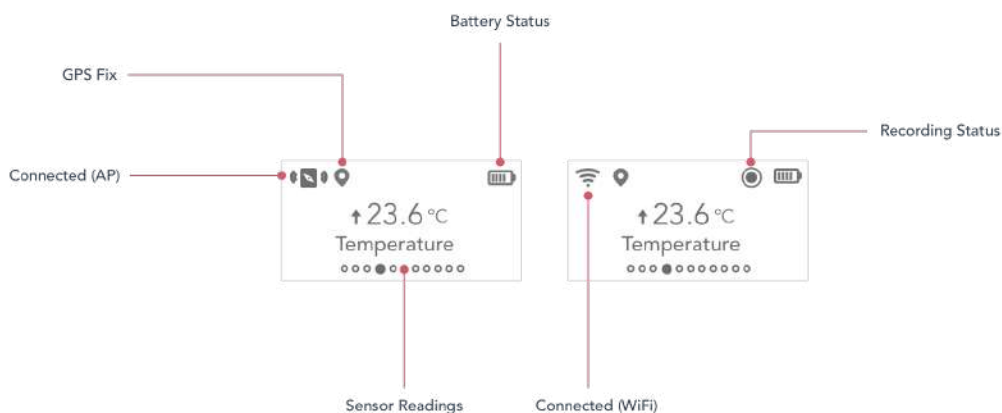 Battery Status
GPS Fix
Recording Status
Connected (AP)
23.6 °C
Temperature
23.6 °C
Temperature
Sensor Readings
Connected (WiFi)